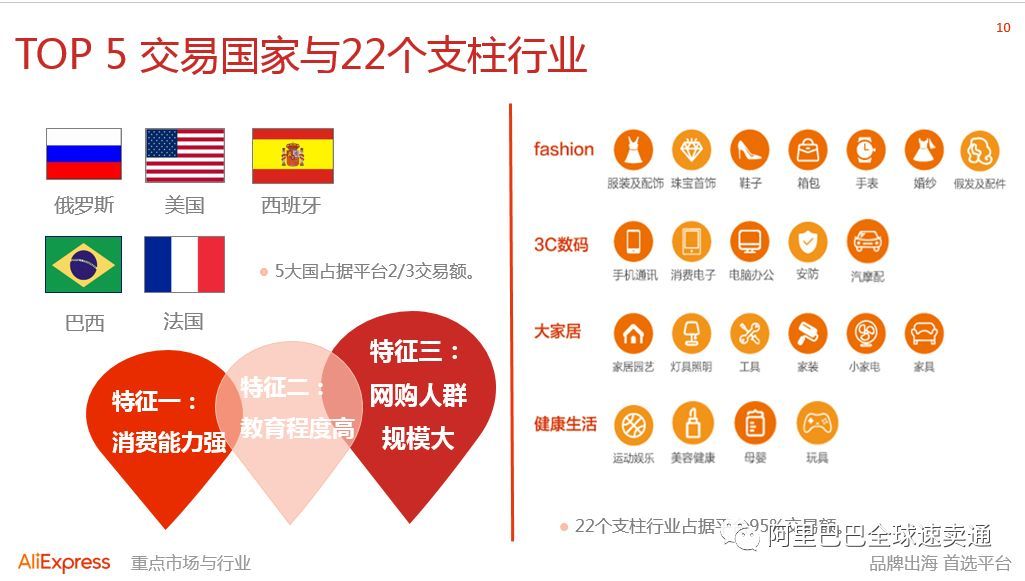 10
TOP 5 交易国家与22个支柱行业
俄罗斯 美国 西班牙
巴西 法国
5大国占据平台2/3交易额。
特征一：
消费能力强
特征二：
教育程度高
特征三：
网购人群
规模大
fashion
服装及配饰 珠宝首饰 鞋子 箱包 手表 婚纱 假发及配件
3C数码
手机通讯 消费电子 电脑办公 安防 汽摩配
大家居
家居园艺 灯具照明 工具 家装 小家电 家具
健康生活
运动娱乐 美容健康 母婴 玩具
22个支柱行业占据平 95%交易额。
阿里巴巴全球速卖通
AliExpress 重点市场与行业
品牌出海 首选平台